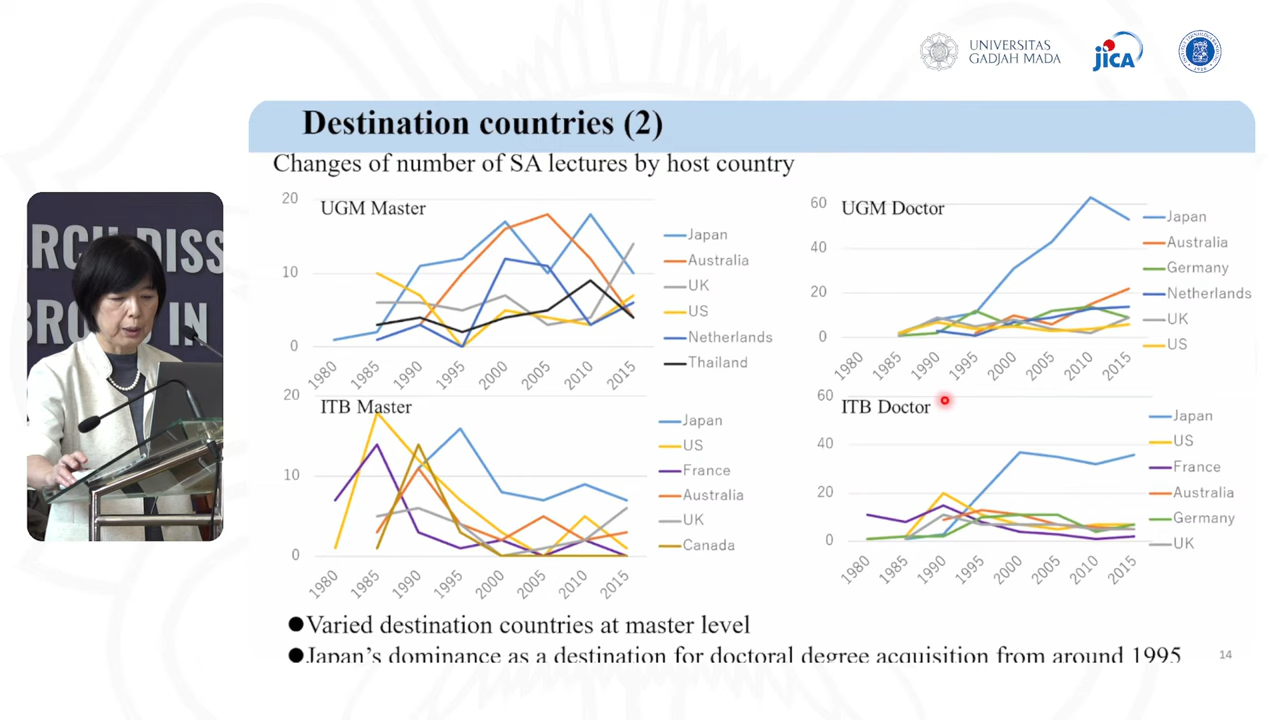 UNIVERSITAS
GADJAH MADA
JICA
Destination countries (2)
Changes of number of SA lectures by host country
UGM Master
20
10
0
1980 1985 1990 1995 2000 2005 2010 2015
Japan
Australia
UK
US
Netherlands
Thailand
UGM Doctor
60
40
20
0
1980 1985 1990 1995 2000 2005 2010 2015
Japan
Australia
Germany
Netherlands
UK
US
ITB Master
20
10
0
1980 1985 1990 1995 2000 2005 2010 2015
Japan
US
France
Australia
UK
Canada
ITB Doctor
60
40
20
0
1980 1985 1990 1995 2000 2005 2010 2015
Japan
US
France
Australia
Germany
UK
●Varied destination countries at master level
●Japan's dominance as a destination for doctoral degree acquisition from around 1995
14
RCH DISS
BRO D IN